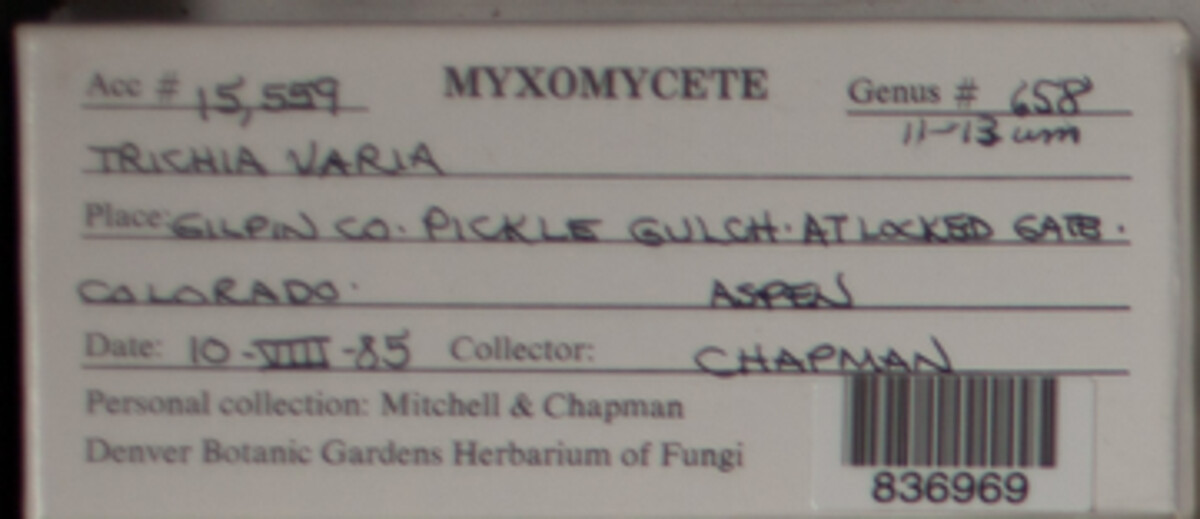 Acc # 15,559 MYXOMYCETE Genus # 658
11-13 um
TRICHIA VARIA
Place: GILPIN CO. PICKLE GULCH. AT LOCKED GATE.
COLORADO. ASPEN
Date: 10-VIII-85 Collector: CHAPMAN
Personal collection: Mitchell & Chapman
Denver Botanic Gardens Herbarium of Fungi
836969